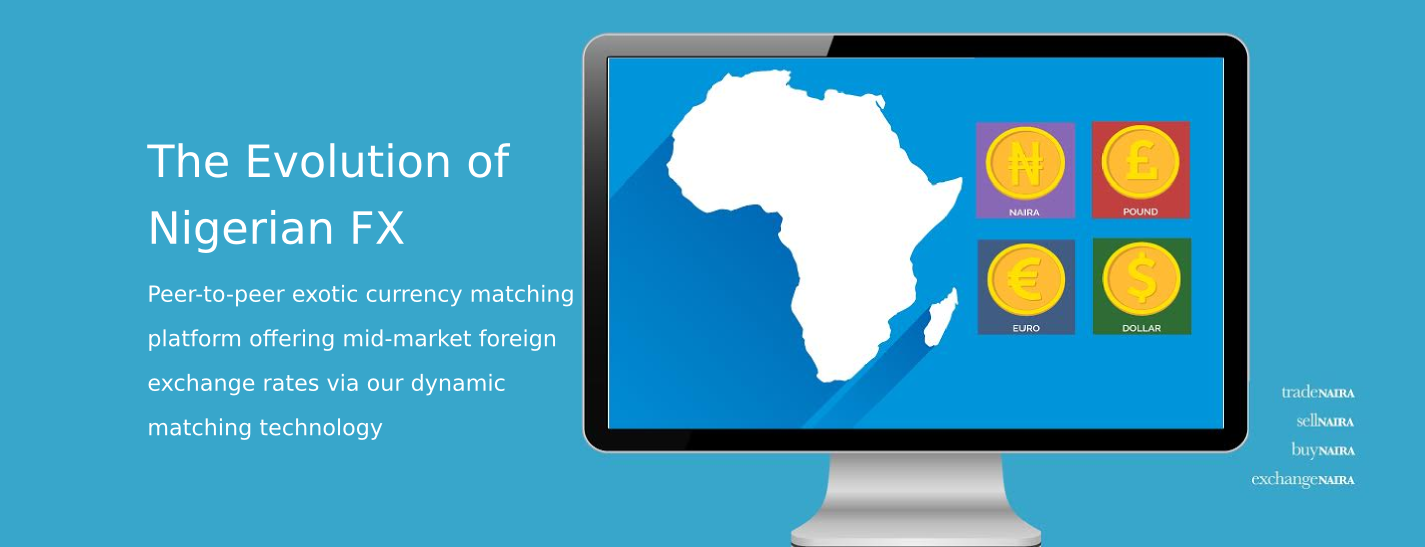 The Evolution of
Nigerian FX
Peer-to-peer exotic currency matching
platform offering mid-market foreign
exchange rates via our dynamic
matching technology
₦
£
NAIRA
POUND
€
$
EURO
DOLLAR
tradeNAIRA
sellNAIRA
buyNAIRA
exchangeNAIRA